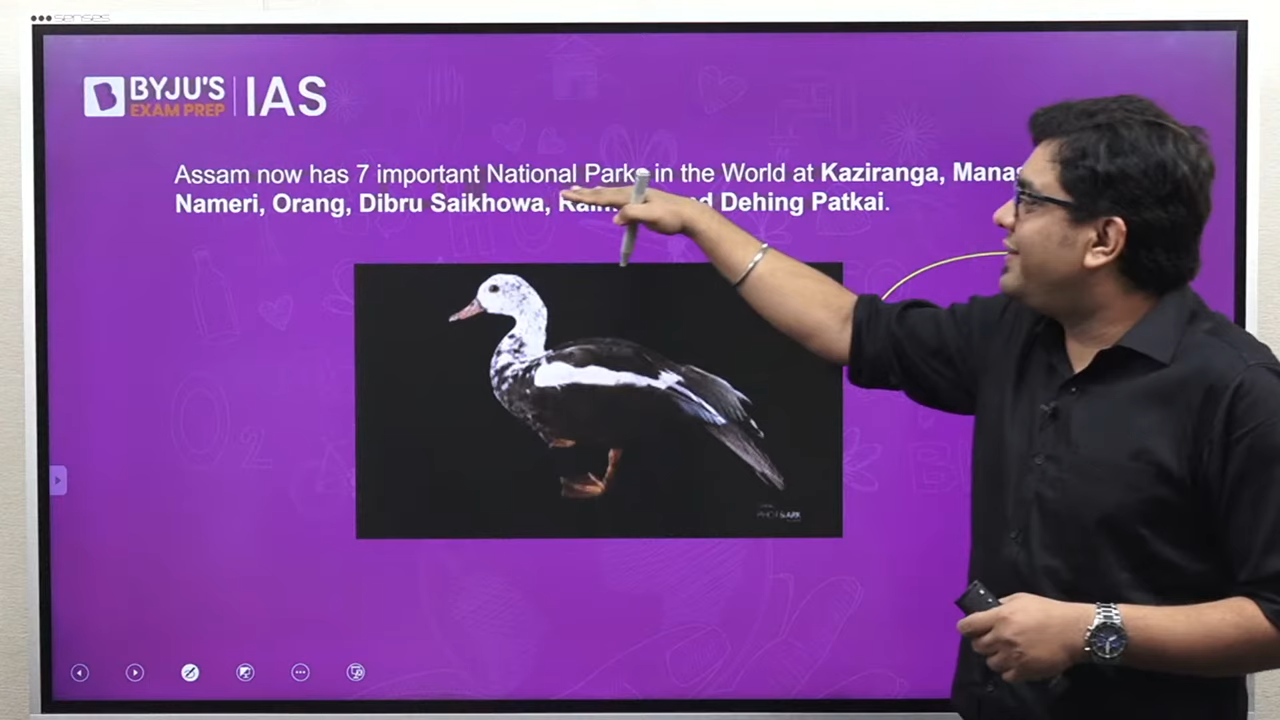 senses
BYJU'S
EXAM PREP
IAS
Assam now has 7 important National Parks in the World at Kaziranga, Manas
Nameri, Orang, Dibru Saikhowa, Dehing Patkai.